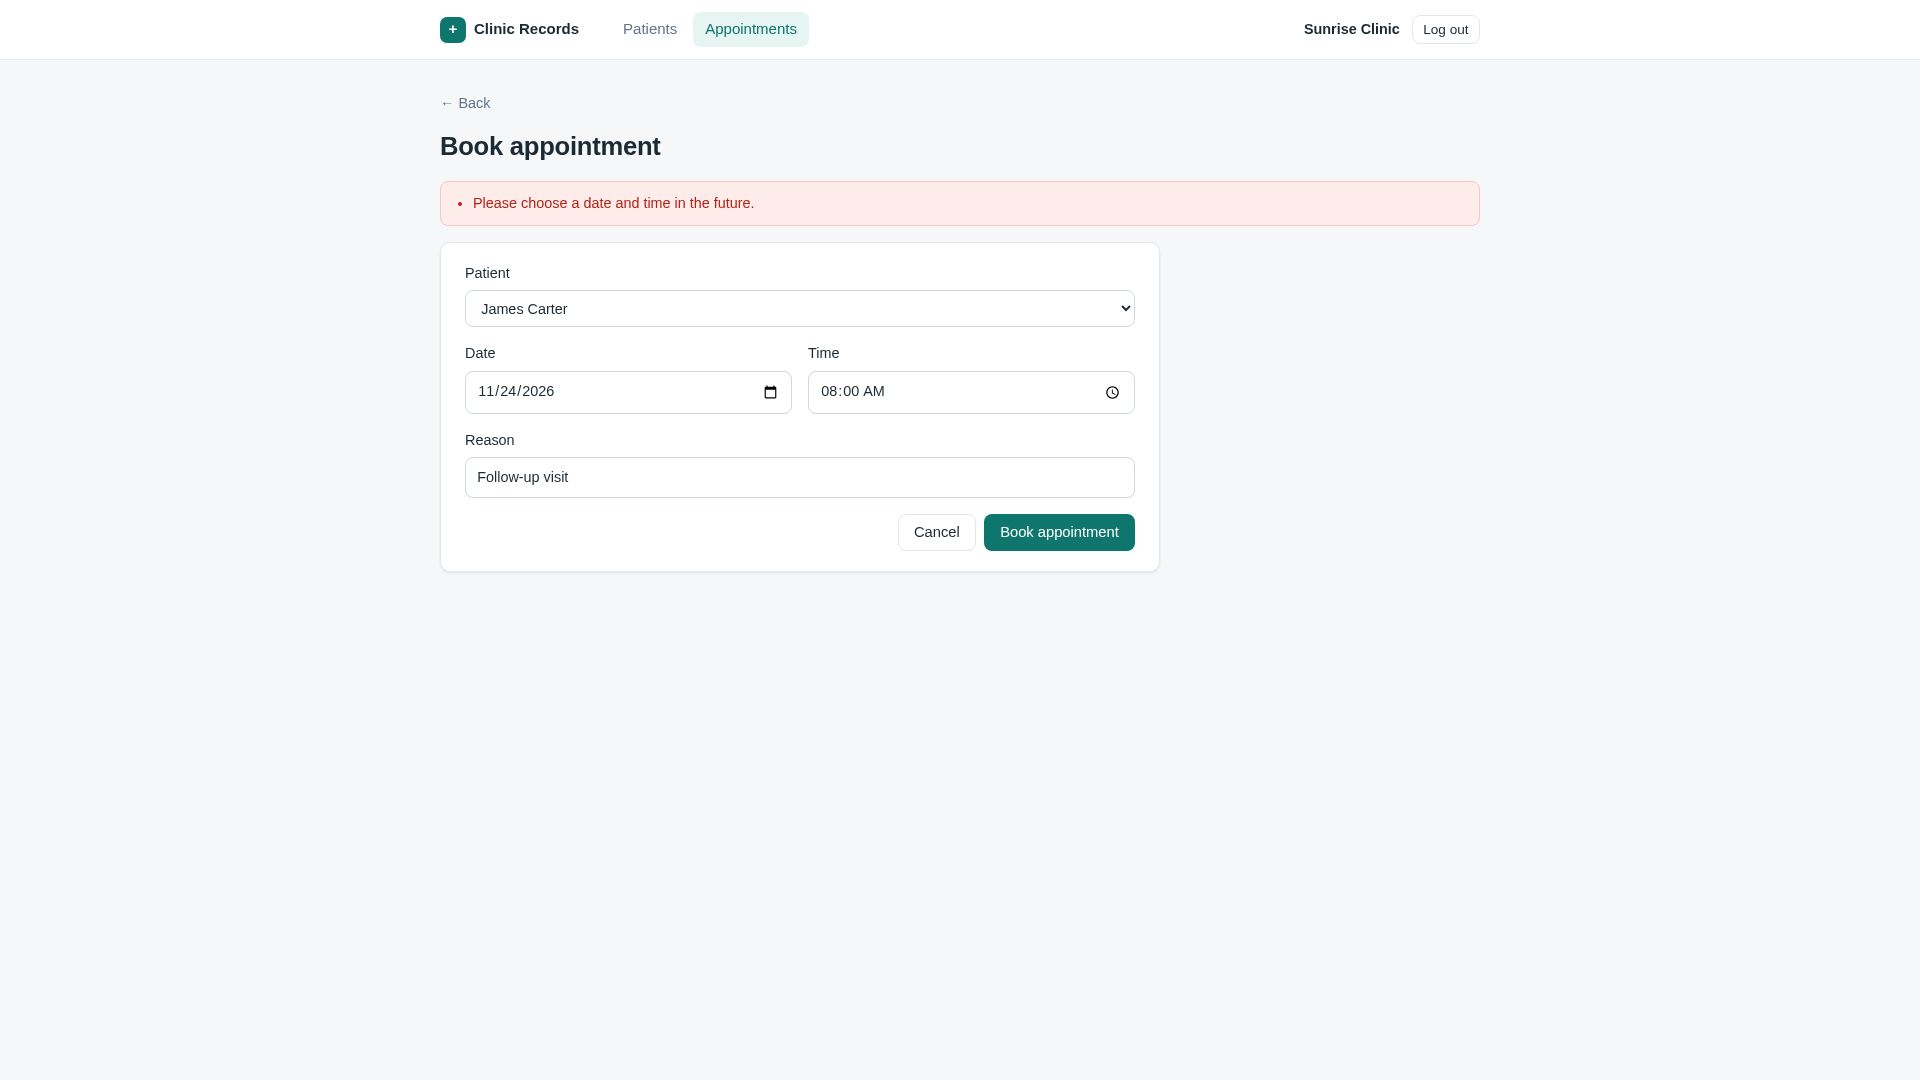 + Clinic Records Patients Appointments Sunrise Clinic Log out
← Back
Book appointment
• Please choose a date and time in the future.
Patient
James Carter
Date Time
11/24/2026 08:00 AM
Reason
Follow-up visit
Cancel Book appointment